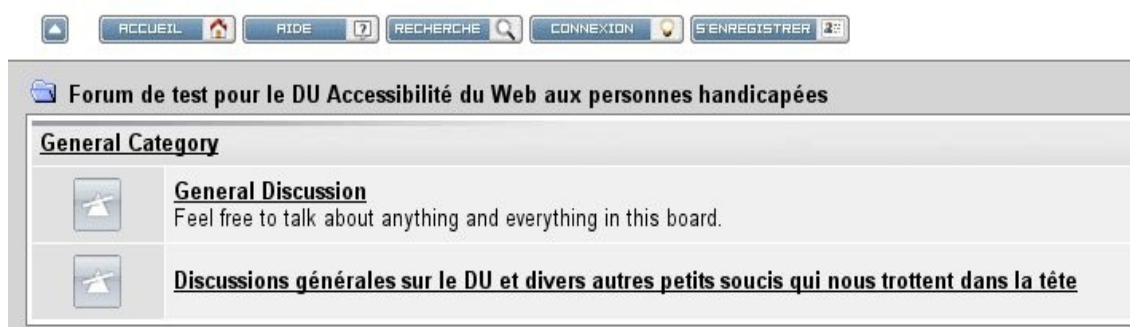 ACCUEIL AIDE RECHERCHE CONNEXION S'ENREGISTRER
Forum de test pour le DU Accessibilité du Web aux personnes handicapées
General Category
General Discussion
Feel free to talk about anything and everything in this board.
Discussions générales sur le DU et divers autres petits soucis qui nous trottent dans la tête